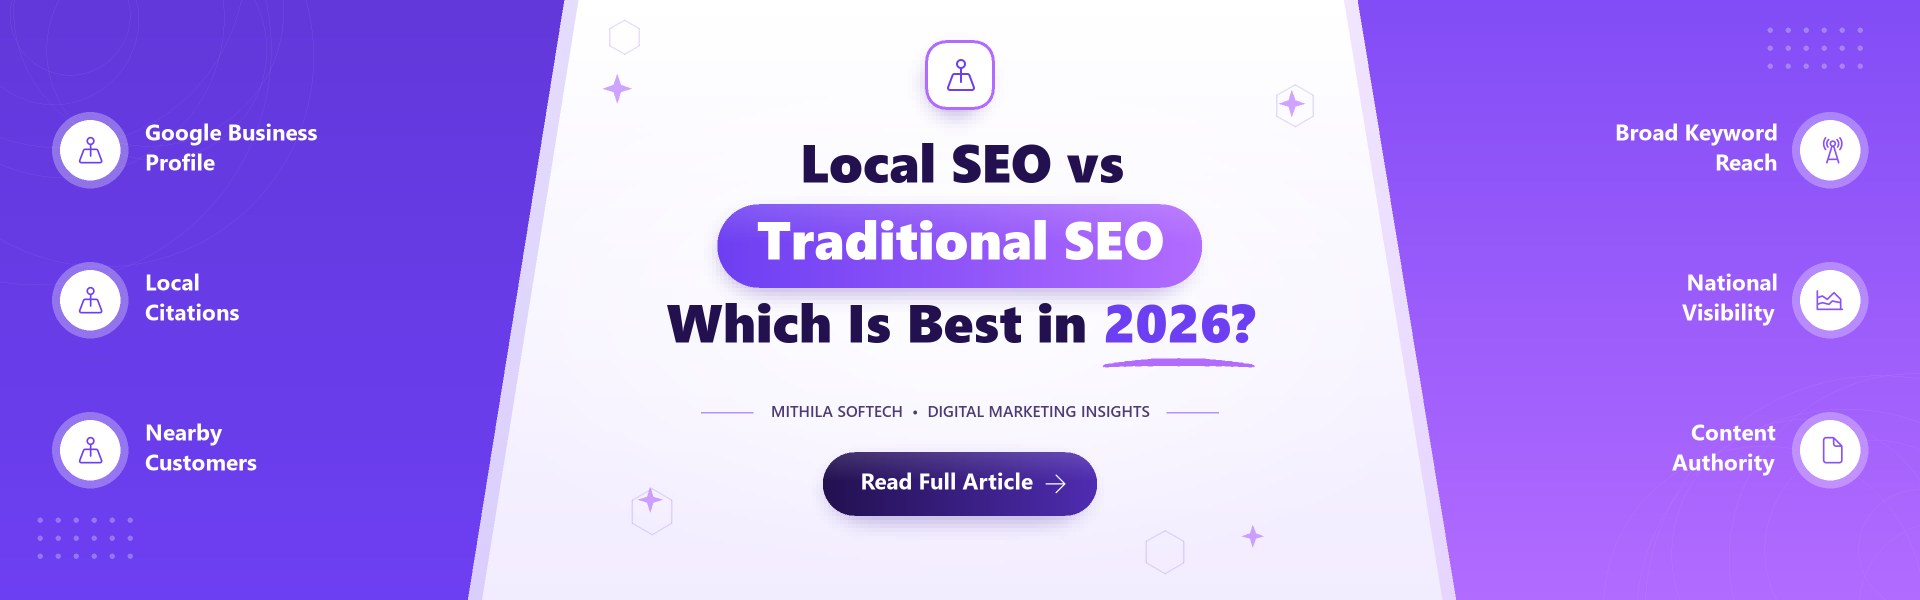 Google Business
Profile
Local
Citations
Nearby
Customers
Local SEO vs
Traditional SEO
Which Is Best in 2026?
MITHILA SOFTECH • DIGITAL MARKETING INSIGHTS
Read Full Article →
Broad Keyword
Reach
National
Visibility
Content
Authority